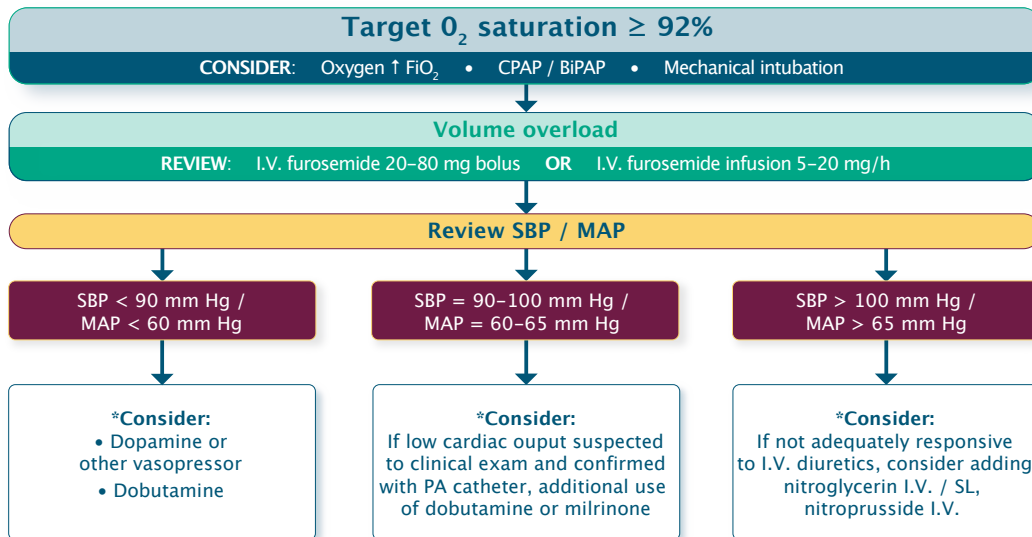 Target 0₂ saturation ≥ 92%
CONSIDER: Oxygen ↑ FiO₂ • CPAP / BiPAP • Mechanical intubation
Volume overload
REVIEW: I.V. furosemide 20–80 mg bolus OR I.V. furosemide infusion 5–20 mg/h
Review SBP / MAP
SBP < 90 mm Hg /
MAP < 60 mm Hg
SBP = 90–100 mm Hg /
MAP = 60–65 mm Hg
SBP > 100 mm Hg /
MAP > 65 mm Hg
*Consider:
• Dopamine or
other vasopressor
• Dobutamine
*Consider:
If low cardiac ouput suspected
to clinical exam and confirmed
with PA catheter, additional use
of dobutamine or milrinone
*Consider:
If not adequately responsive
to I.V. diuretics, consider adding
nitroglycerin I.V. / SL,
nitroprusside I.V.